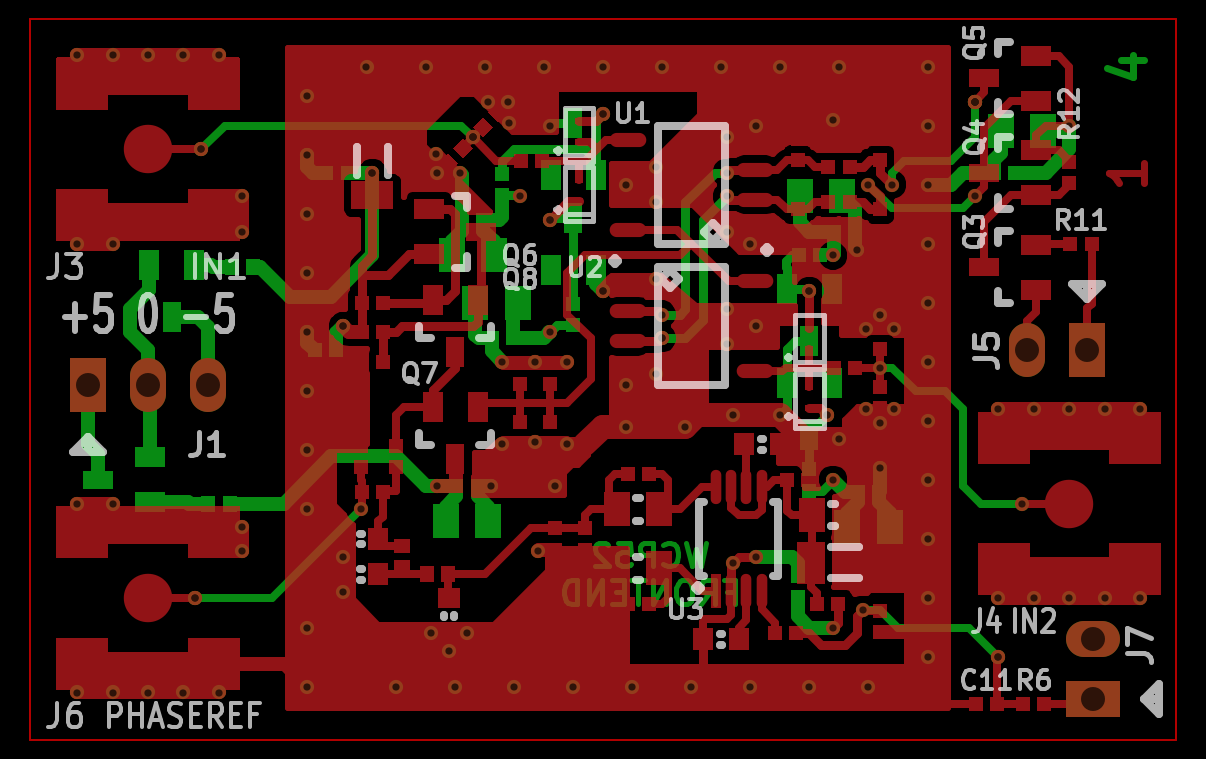 Q5
4
U1
R12
Q4
1
Q3
R11
J3
IN1
Q6
Q8
U2
+5 0 -5
J5
Q7
J1
WCP52
FRONTEND
U3
J4 IN2
J7
C11 R6
J6 PHASEREF